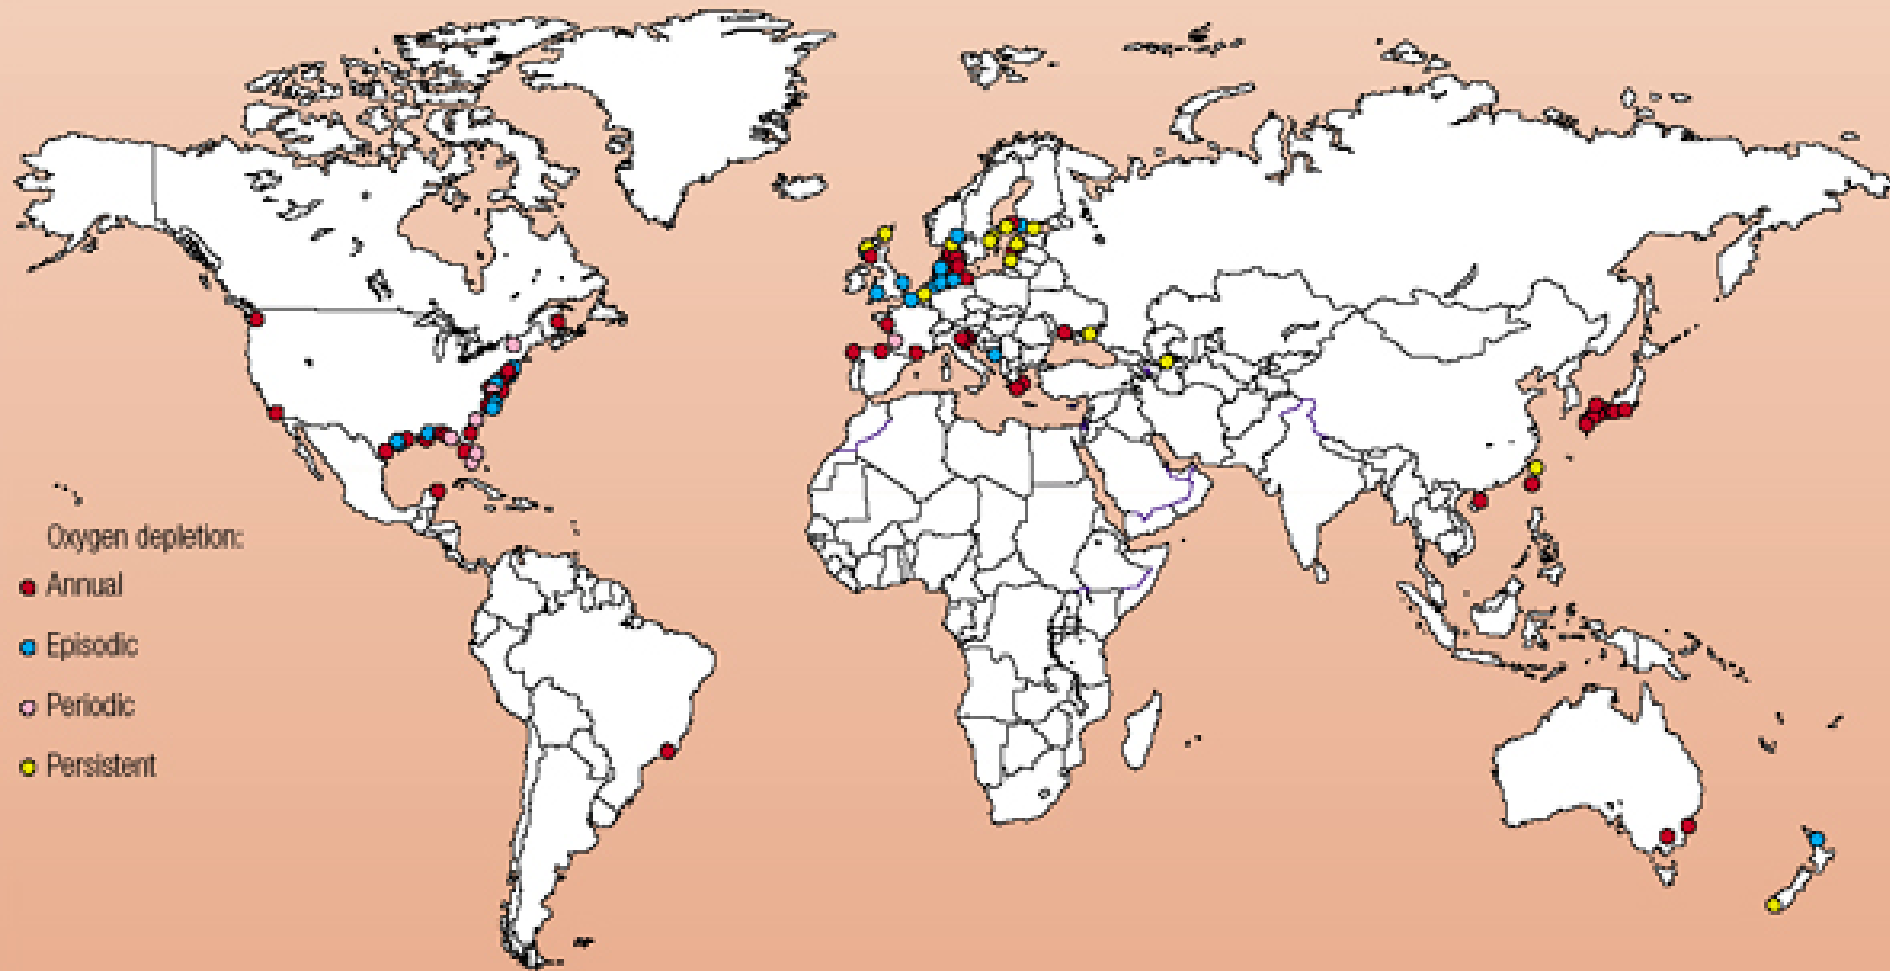 Oxygen depletion:
Annual
Episodic
Periodic
Persistent